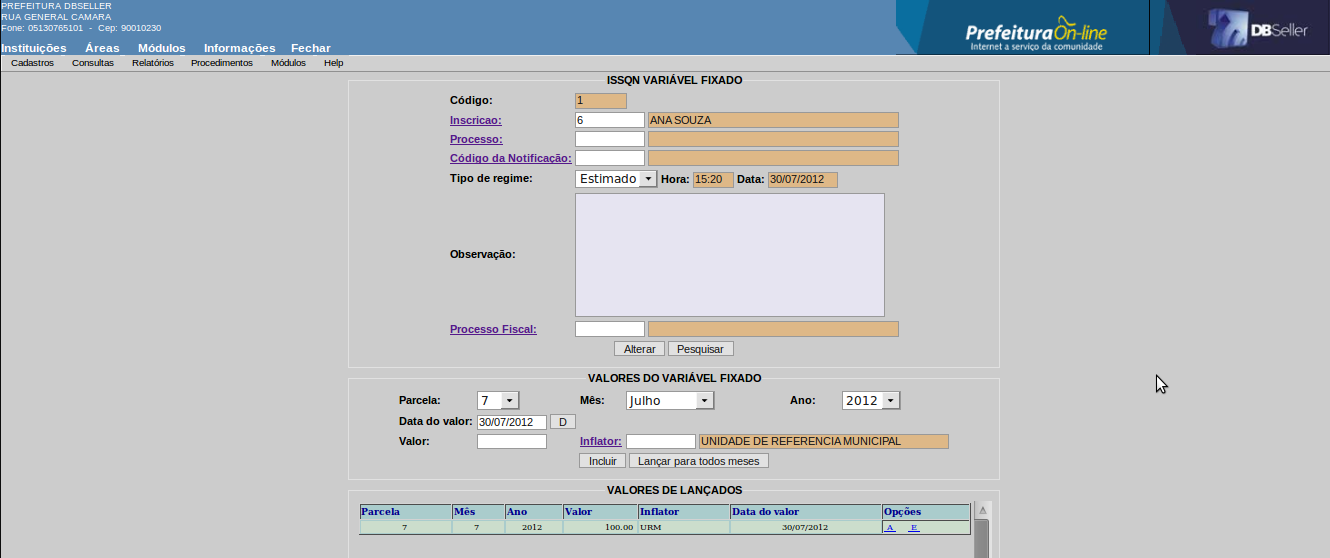 PREFEITURA DBSELLER
RUA GENERAL CAMARA
Fone: 05130765101 - Cep: 90010230
Instituições Áreas Módulos Informações Fechar
Prefeitura On-line
Internet a serviço da comunidade
DBSeller
Cadastros Consultas Relatórios Procedimentos Módulos Help
ISSQN VARIÁVEL FIXADO
Código: 1
Inscricao: 6 ANA SOUZA
Processo:
Código da Notificação:
Tipo de regime: Estimado Hora: 15:20 Data: 30/07/2012
Observação:
Processo Fiscal:
Alterar Pesquisar
VALORES DO VARIÁVEL FIXADO
Parcela: 7 Mês: Julho Ano: 2012
Data do valor: 30/07/2012 D
Valor: Inflator: UNIDADE DE REFERENCIA MUNICIPAL
Incluir Lançar para todos meses
VALORES DE LANÇADOS
Parcela Mês Ano Valor Inflator Data do valor Opções
7 7 2012 100.00 URM 30/07/2012 A E